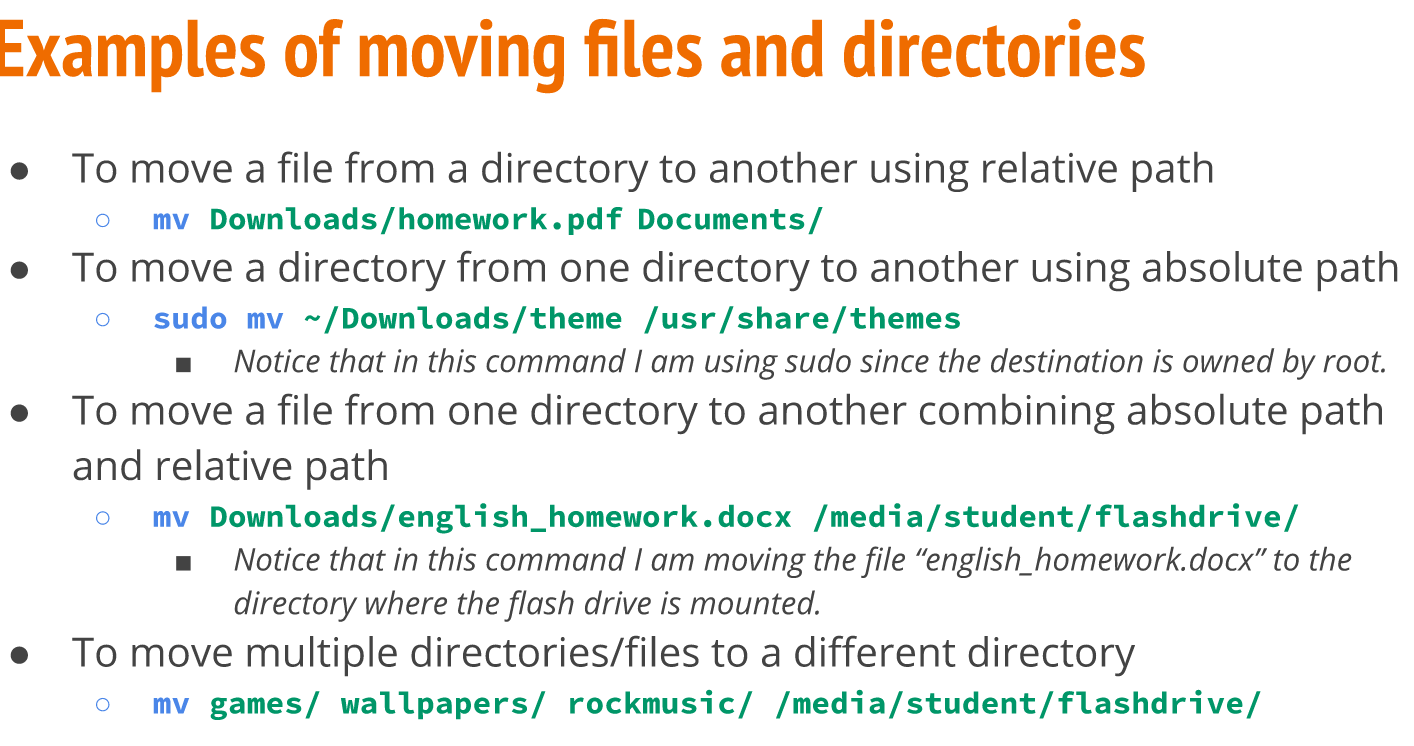 Examples of moving files and directories
● To move a file from a directory to another using relative path
○ mv Downloads/homework.pdf Documents/
● To move a directory from one directory to another using absolute path
○ sudo mv ~/Downloads/theme /usr/share/themes
■ Notice that in this command I am using sudo since the destination is owned by root.
● To move a file from one directory to another combining absolute path
and relative path
○ mv Downloads/english_homework.docx /media/student/flashdrive/
■ Notice that in this command I am moving the file “english_homework.docx” to the
directory where the flash drive is mounted.
● To move multiple directories/files to a different directory
○ mv games/ wallpapers/ rockmusic/ /media/student/flashdrive/